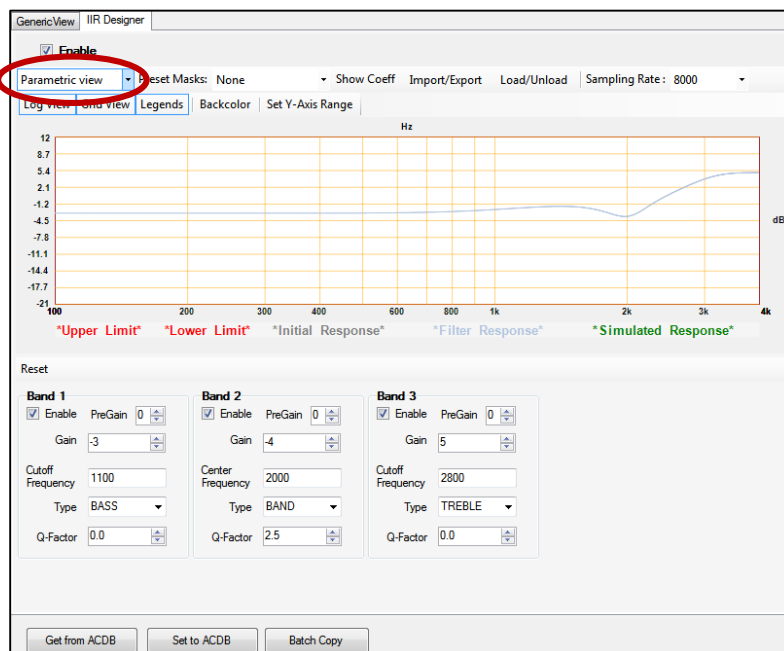 GenericView IIR Designer
Enable
Parametric view Preset Masks: None Show Coeff Import/Export Load/Unload Sampling Rate: 8000
Log View Grid View Legends Backcolor Set Y-Axis Range
Hz
12
8.7
5.4
2.1
-1.2
-4.5
-7.8
-11.1
-14.4
-17.7
-21
dB
100 200 300 400 600 800 1k 2k 3k 4k
*Upper Limit* *Lower Limit* *Initial Response* *Filter Response* *Simulated Response*
Reset
Band 1
Enable PreGain 0
Gain -3
Cutoff
Frequency 1100
Type BASS
Q-Factor 0.0
Band 2
Enable PreGain 0
Gain -4
Center
Frequency 2000
Type BAND
Q-Factor 2.5
Band 3
Enable PreGain 0
Gain 5
Cutoff
Frequency 2800
Type TREBLE
Q-Factor 0.0
Get from ACDB Set to ACDB Batch Copy